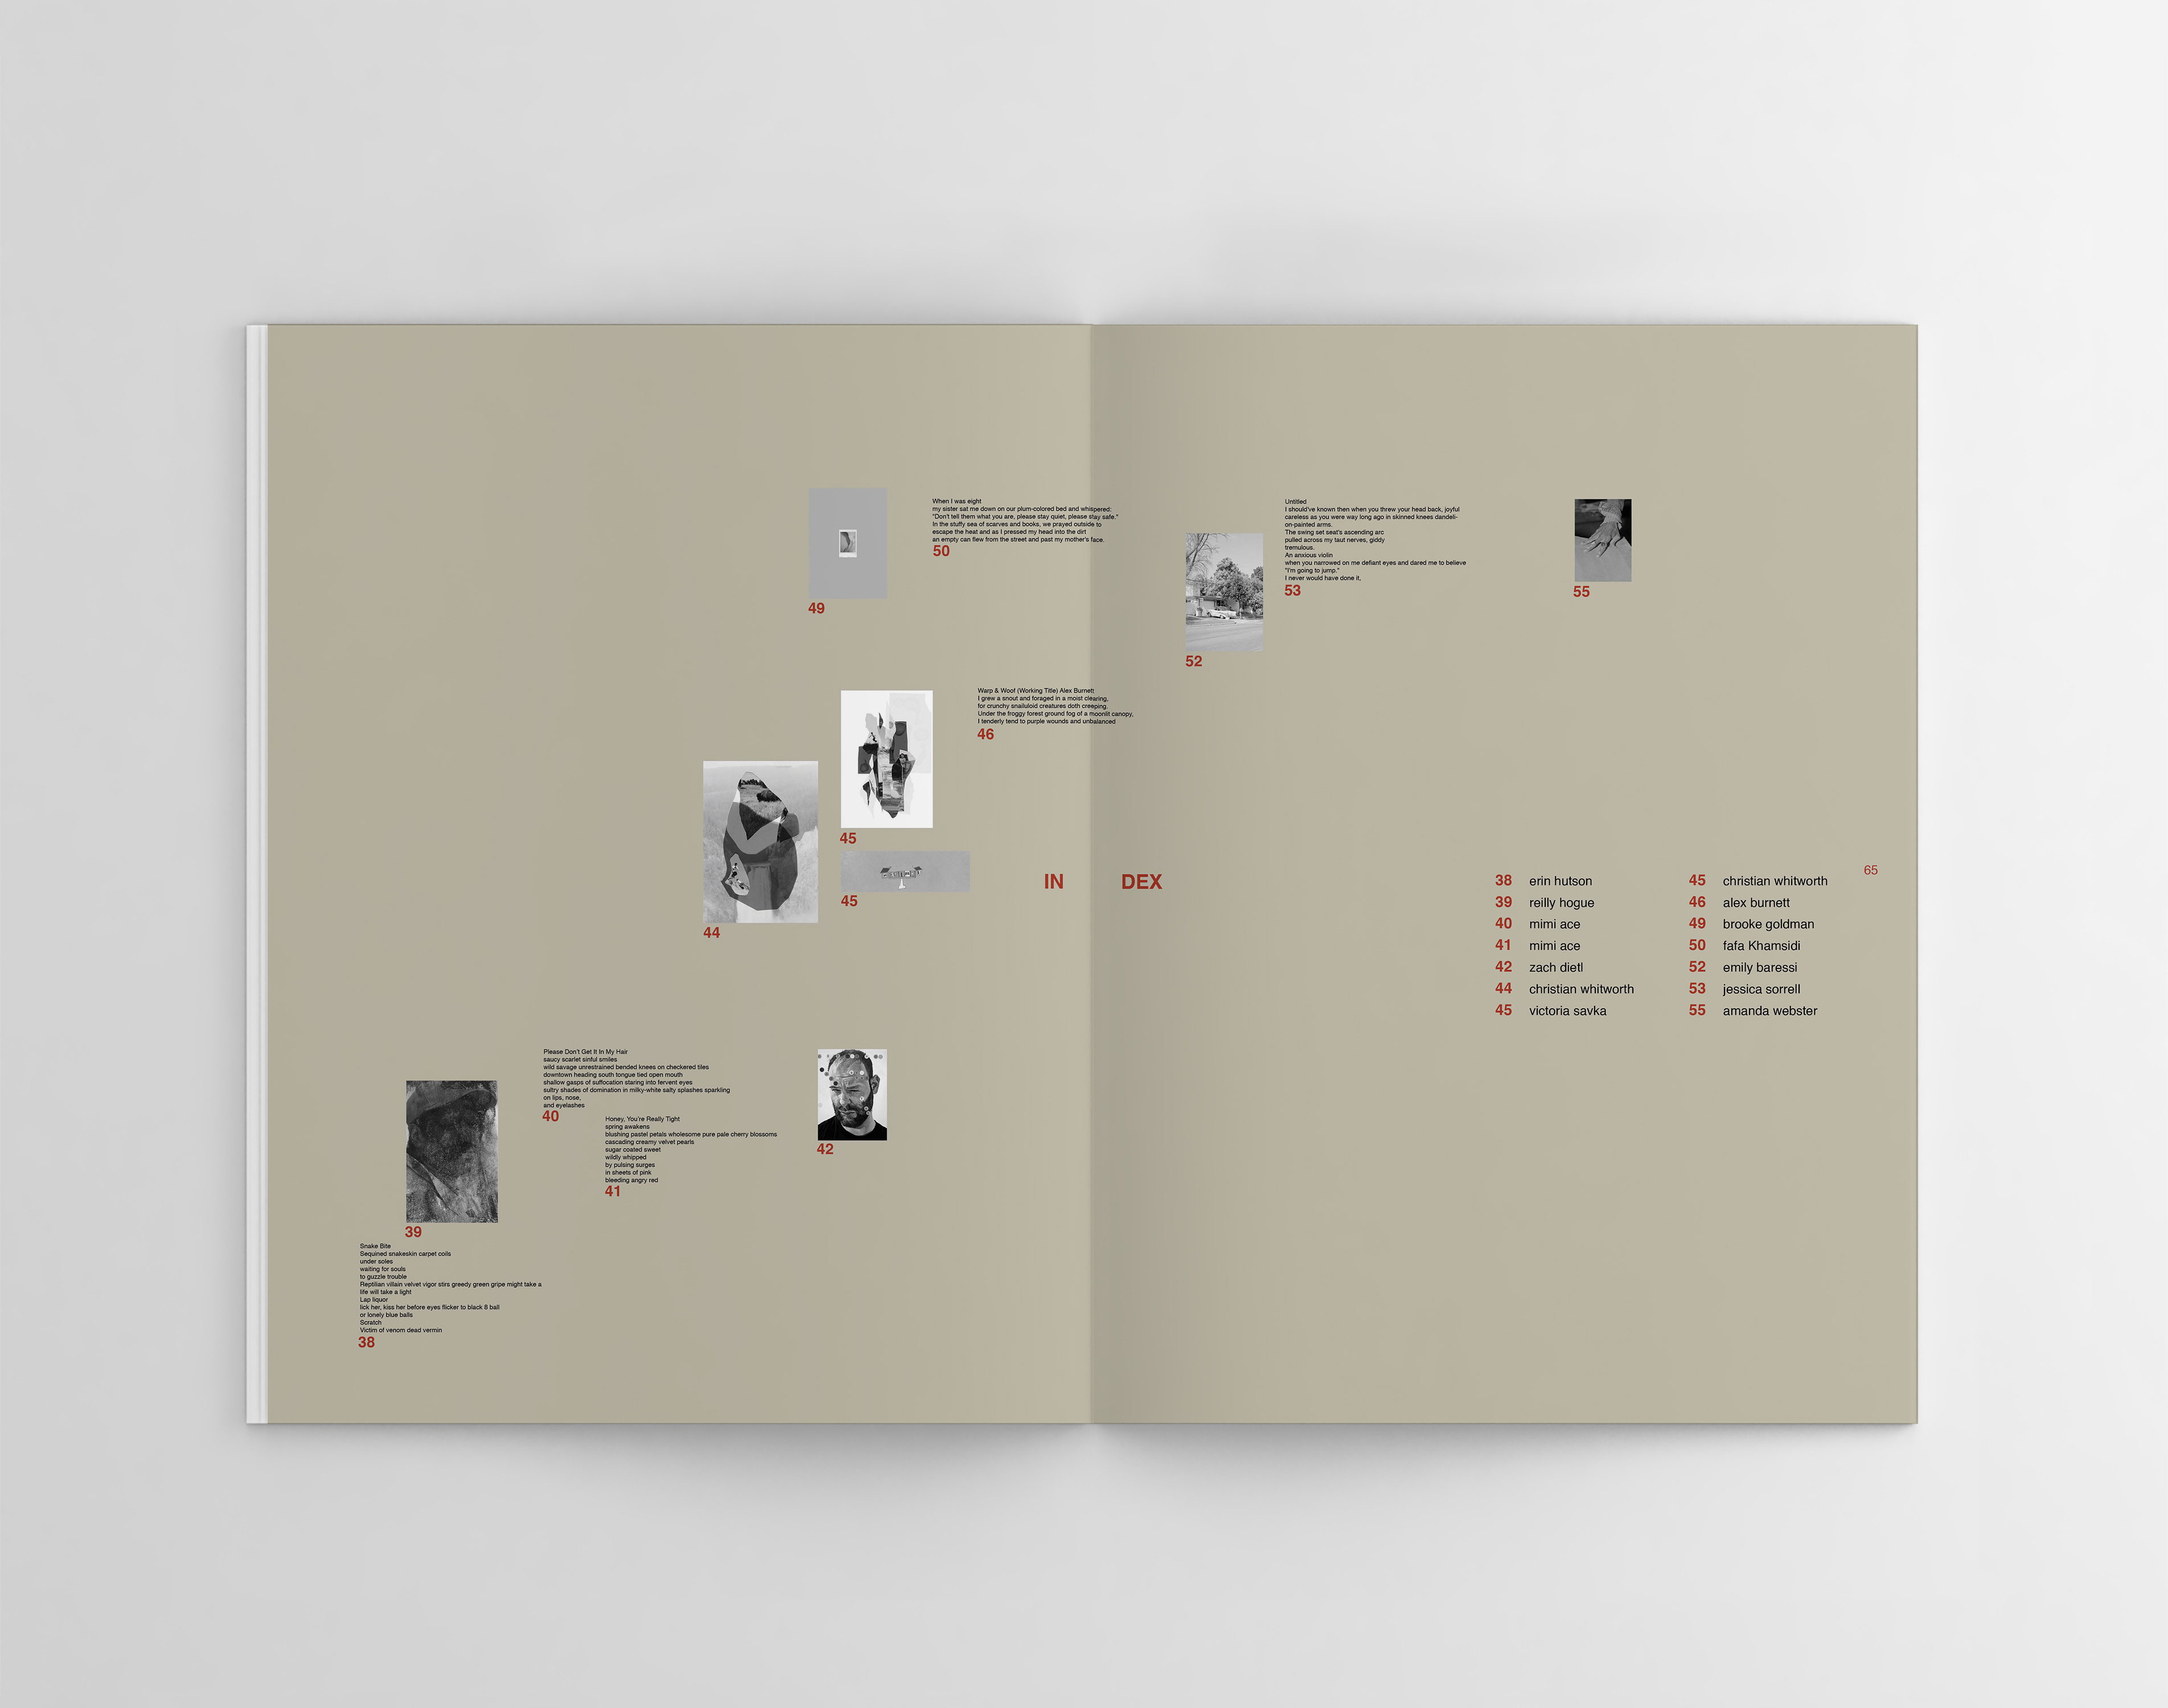 49
When I was eight
my sister sat me down on our plum-colored bed and whispered:
"Don't tell them what you are, please stay quiet, please stay safe."
In the stuffy sea of scarves and books, we prayed outside to
escape the heat and as I pressed my head into the dirt
an empty can flew from the street and past my mother's face.
50
52
Untitled
I should've known then when you threw your head back, joyful
careless as you were way long ago in skinned knees dandeli-
on-painted arms.
The swing set seat's ascending arc
pulled across my taut nerves, giddy
tremulous.
An anxious violin
when you narrowed on me defiant eyes and dared me to believe
"I'm going to jump."
I never would have done it,
53
55
Warp & Woof (Working Title) Alex Burnett
I grew a snout and foraged in a moist clearing,
for crunchy snailuloid creatures doth creeping.
Under the froggy forest ground fog of a moonlit canopy,
I tenderly tend to purple wounds and unbalanced
46
45
45
44
IN DEX
65
38 erin hutson
39 reilly hogue
40 mimi ace
41 mimi ace
42 zach dietl
44 christian whitworth
45 victoria savka
45 christian whitworth
46 alex burnett
49 brooke goldman
50 fafa Khamsidi
52 emily baressi
53 jessica sorrell
55 amanda webster
Please Don't Get It In My Hair
saucy scarlet sinful smiles
wild savage unrestrained bended knees on checkered tiles
downtown heading south tongue tied open mouth
shallow gasps of suffocation staring into fervent eyes
sultry shades of domination in milky-white salty splashes sparkling
on lips, nose,
and eyelashes
40
Honey, You're Really Tight
spring awakens
blushing pastel petals wholesome pure pale cherry blossoms
cascading creamy velvet pearls
sugar coated sweet
wildly whipped
by pulsing surges
in sheets of pink
bleeding angry red
41
42
39
Snake Bite
Sequined snakeskin carpet coils
under soles
waiting for souls
to guzzle trouble
Reptilian villain velvet vigor stirs greedy green gripe might take a
life will take a light
Lap liquor
lick her, kiss her before eyes flicker to black 8 ball
or lonely blue balls
Scratch
Victim of venom dead vermin
38